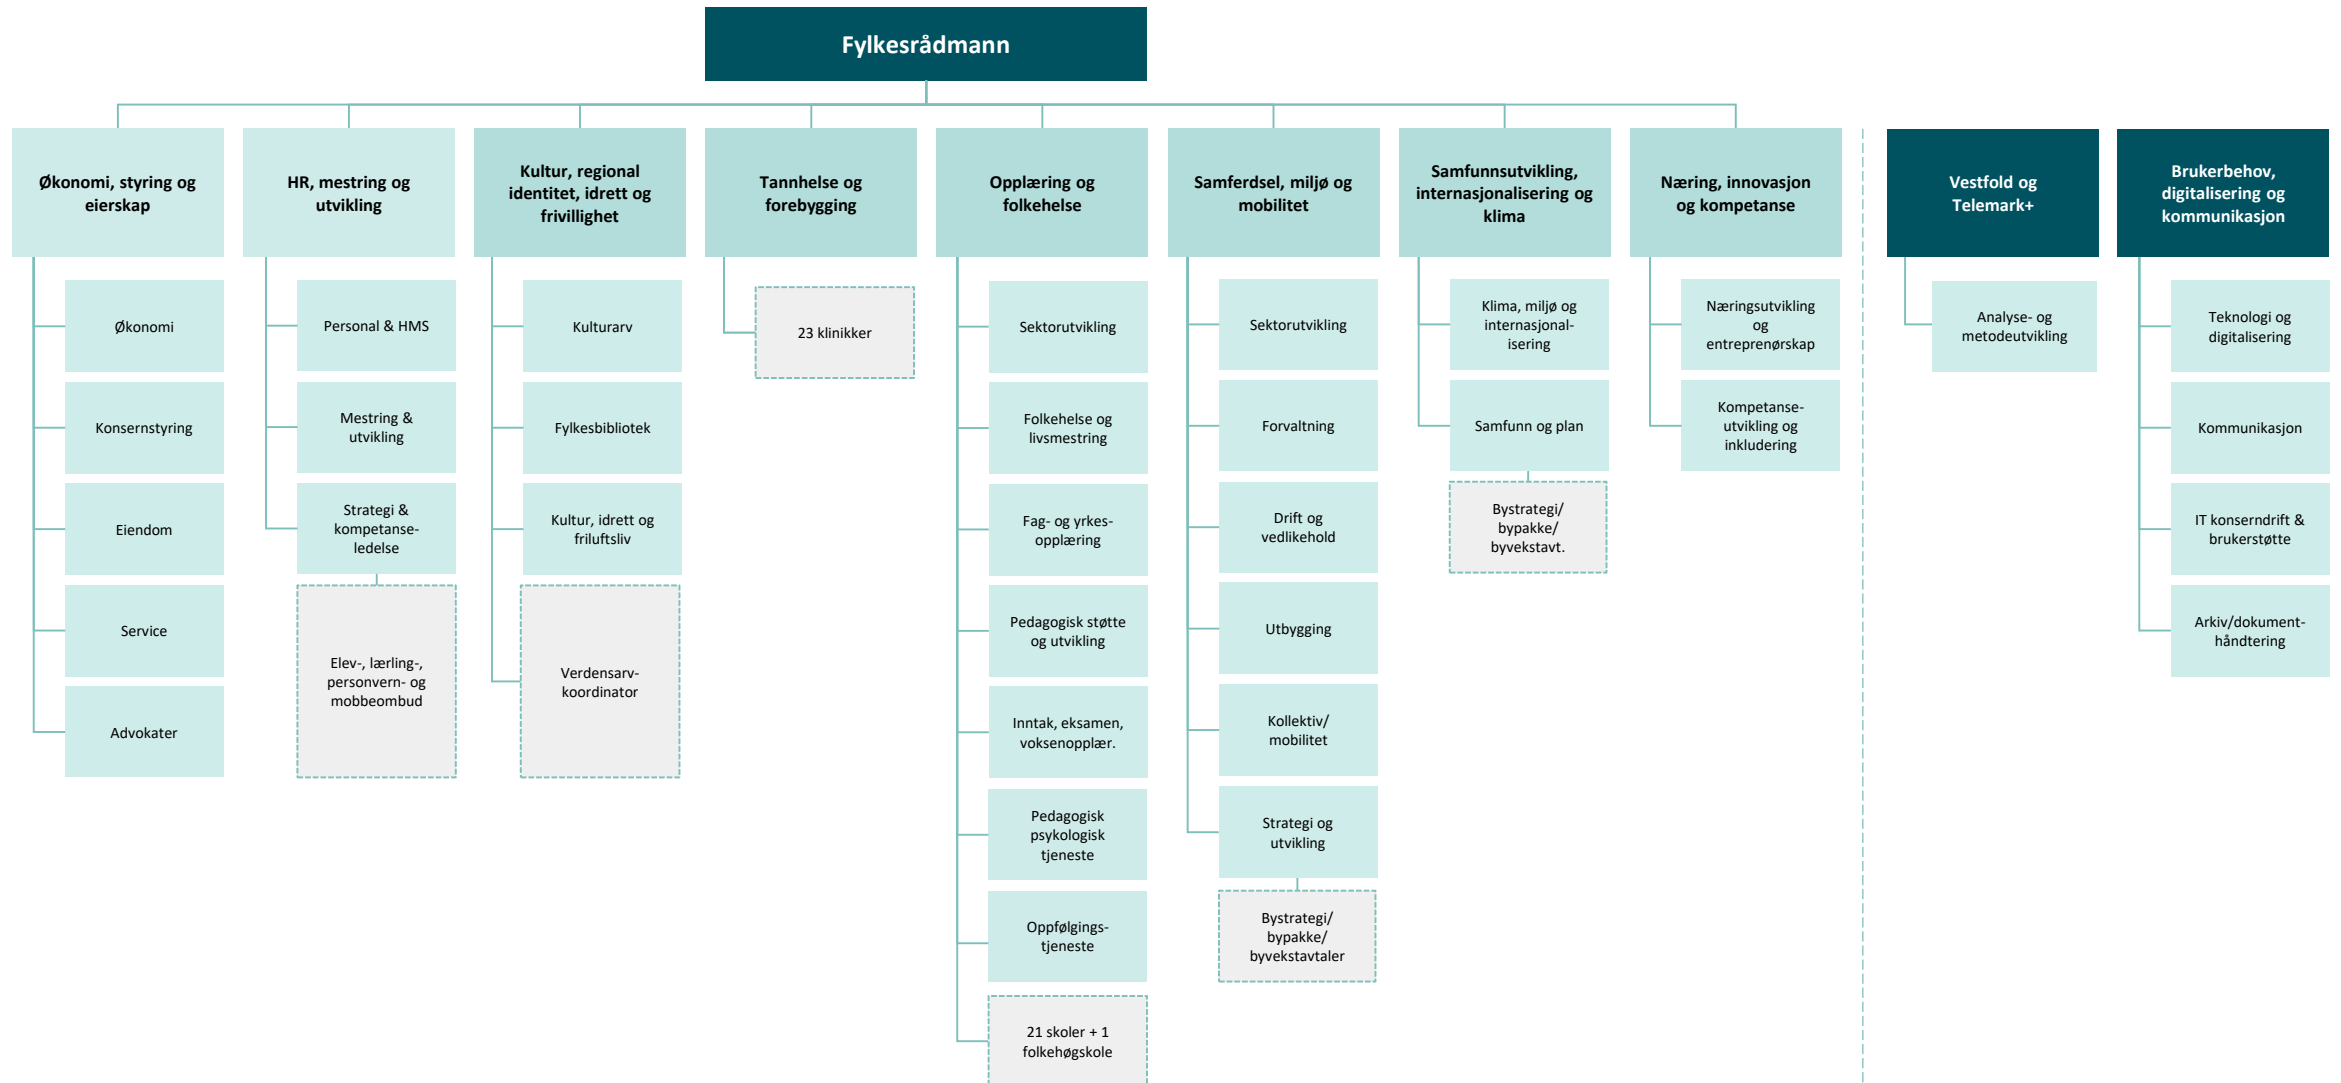 Fylkesrådmann
Økonomi, styring og
eierskap
Økonomi
Konsernstyring
Eiendom
Service
Advokater
HR, mestring og
utvikling
Personal & HMS
Mestring &
utvikling
Strategi &
kompetanse-
ledelse
Elev-, lærling-,
personvern- og
mobbeombud
Kultur, regional
identitet, idrett og
frivillighet
Kulturarv
Fylkesbibliotek
Kultur, idrett og
friluftsliv
Verdensarv-
koordinator
Tannhelse og
forebygging
23 klinikker
Opplæring og
folkehelse
Sektorutvikling
Folkehelse og
livsmestring
Fag- og yrkes-
opplæring
Pedagogisk støtte
og utvikling
Inntak, eksamen,
voksenopplær.
Pedagogisk
psykologisk
tjeneste
Oppfølgings-
tjeneste
21 skoler + 1
folkehøgskole
Samferdsel, miljø og
mobilitet
Sektorutvikling
Forvaltning
Drift og
vedlikehold
Utbygging
Kollektiv/
mobilitet
Strategi og
utvikling
Bystrategi/
bypakke/
byvekstavtaler
Samfunnsutvikling,
internasjonalisering og
klima
Klima, miljø og
internasjonal-
isering
Samfunn og plan
Bystrategi/
bypakke/
byvekstavt.
Næring, innovasjon
og kompetanse
Næringsutvikling
og
entreprenørskap
Kompetanse-
utvikling og
inkludering
Vestfold og
Telemark+
Analyse- og
metodeutvikling
Brukerbehov,
digitalisering og
kommunikasjon
Teknologi og
digitalisering
Kommunikasjon
IT konserndrift &
brukerstøtte
Arkiv/dokument-
håndtering